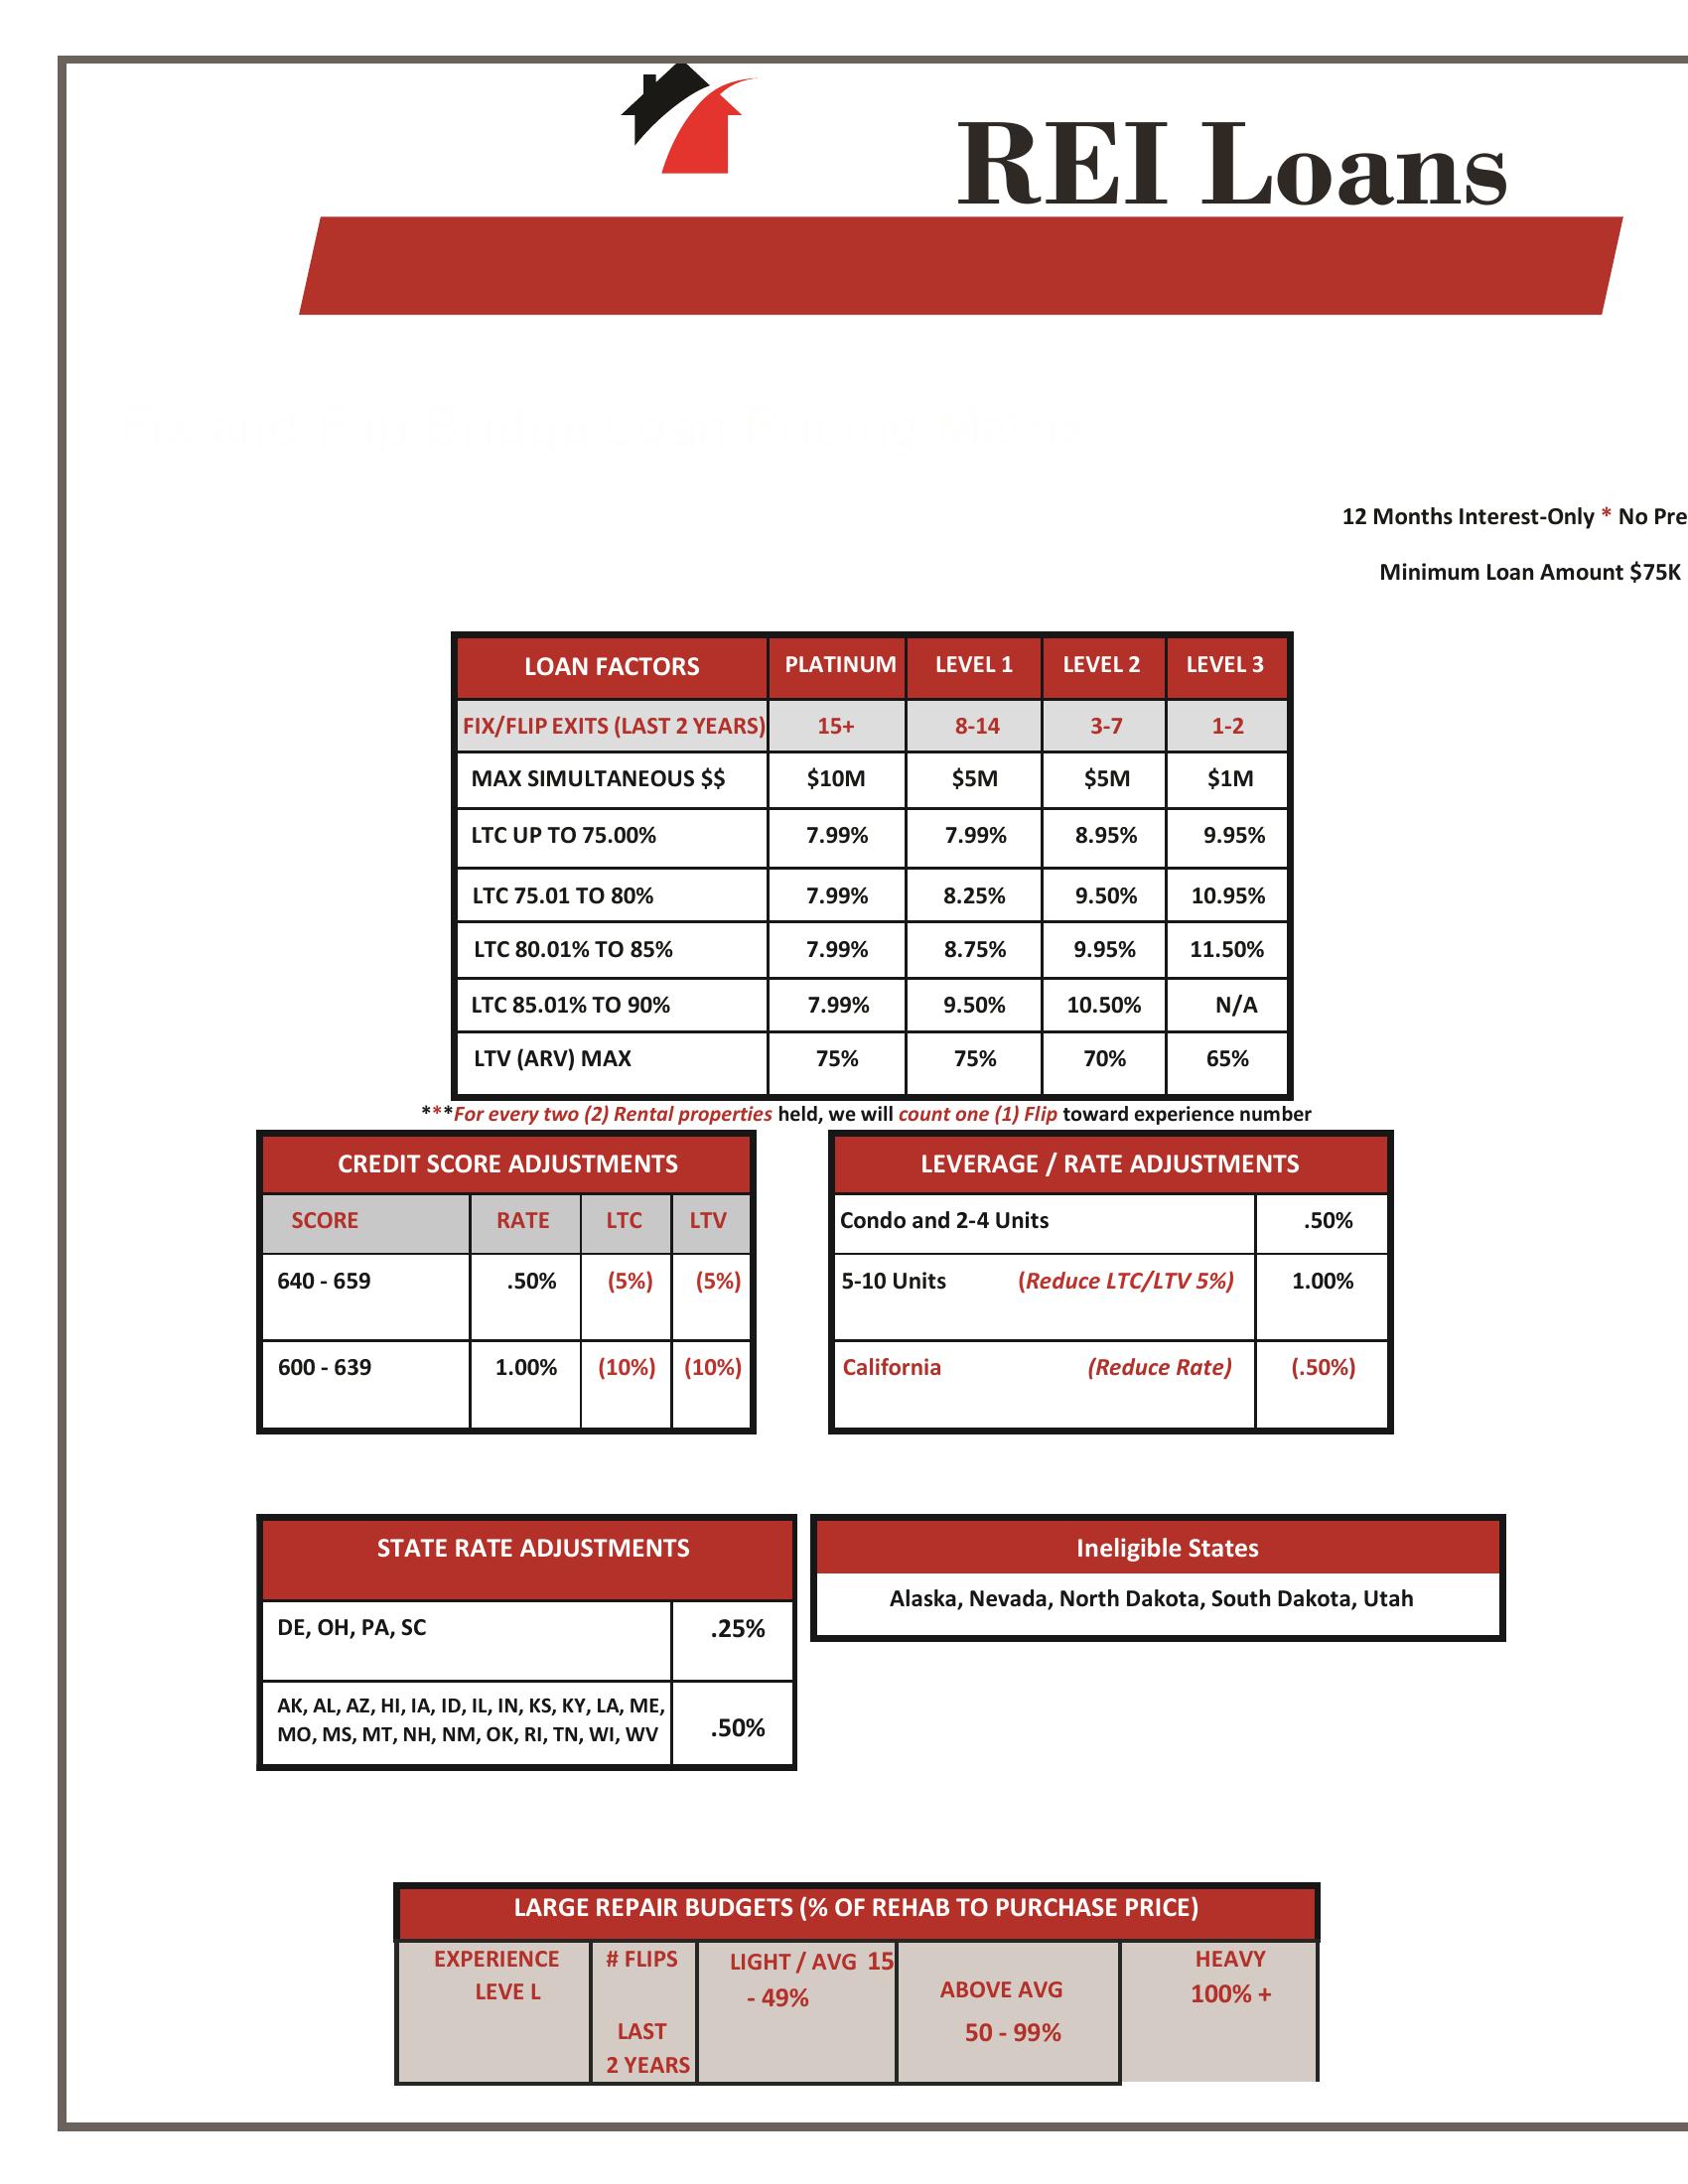 REI Loans
12 Months Interest-Only * No Pre
Minimum Loan Amount $75K
LOAN FACTORS PLATINUM LEVEL 1 LEVEL 2 LEVEL 3
FIX/FLIP EXITS (LAST 2 YEARS) 15+ 8-14 3-7 1-2
MAX SIMULTANEOUS $$ $10M $5M $5M $1M
LTC UP TO 75.00% 7.99% 7.99% 8.95% 9.95%
LTC 75.01 TO 80% 7.99% 8.25% 9.50% 10.95%
LTC 80.01% TO 85% 7.99% 8.75% 9.95% 11.50%
LTC 85.01% TO 90% 7.99% 9.50% 10.50% N/A
LTV (ARV) MAX 75% 75% 70% 65%
***For every two (2) Rental properties held, we will count one (1) Flip toward experience number
CREDIT SCORE ADJUSTMENTS
SCORE RATE LTC LTV
640 - 659 .50% (5%) (5%)
600 - 639 1.00% (10%) (10%)
LEVERAGE / RATE ADJUSTMENTS
Condo and 2-4 Units .50%
5-10 Units (Reduce LTC/LTV 5%) 1.00%
California (Reduce Rate) (.50%)
STATE RATE ADJUSTMENTS
DE, OH, PA, SC .25%
AK, AL, AZ, HI, IA, ID, IL, IN, KS, KY, LA, ME,
MO, MS, MT, NH, NM, OK, RI, TN, WI, WV .50%
Ineligible States
Alaska, Nevada, North Dakota, South Dakota, Utah
LARGE REPAIR BUDGETS (% OF REHAB TO PURCHASE PRICE)
EXPERIENCE
LEVE L
# FLIPS
LAST
2 YEARS
LIGHT / AVG 15
- 49%
ABOVE AVG
50 - 99%
HEAVY
100% +